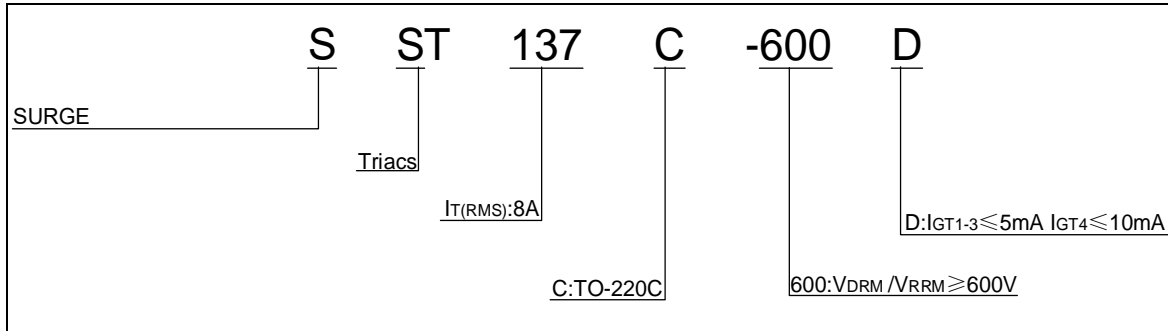 S ST 137 C -600 D
SURGE
Triacs
IT(RMS):8A
D:IGT1-3≤5mA IGT4≤10mA
C:TO-220C
600:VDRM /VRRM≥600V